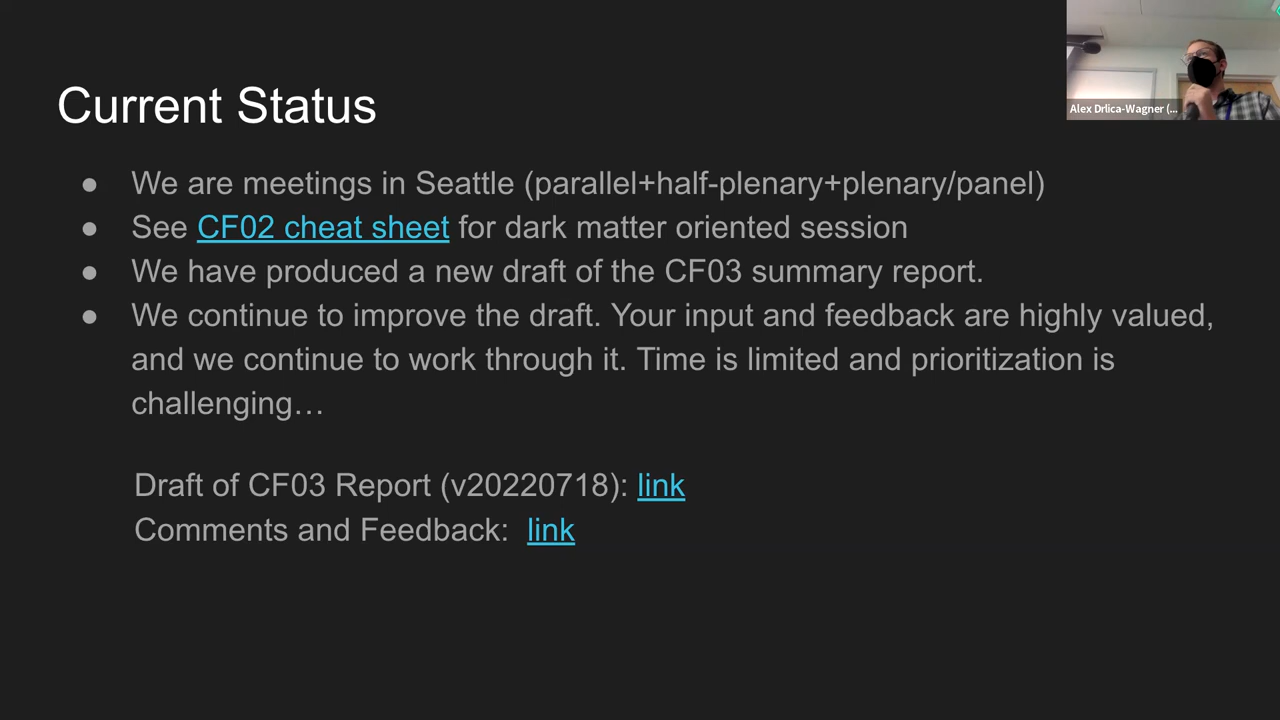 Current Status
Alex Drlica-Wagner (...
● We are meetings in Seattle (parallel+half-plenary+plenary/panel)
● See CF02 cheat sheet for dark matter oriented session
● We have produced a new draft of the CF03 summary report.
● We continue to improve the draft. Your input and feedback are highly valued,
and we continue to work through it. Time is limited and prioritization is
challenging…
Draft of CF03 Report (v20220718): link
Comments and Feedback: link